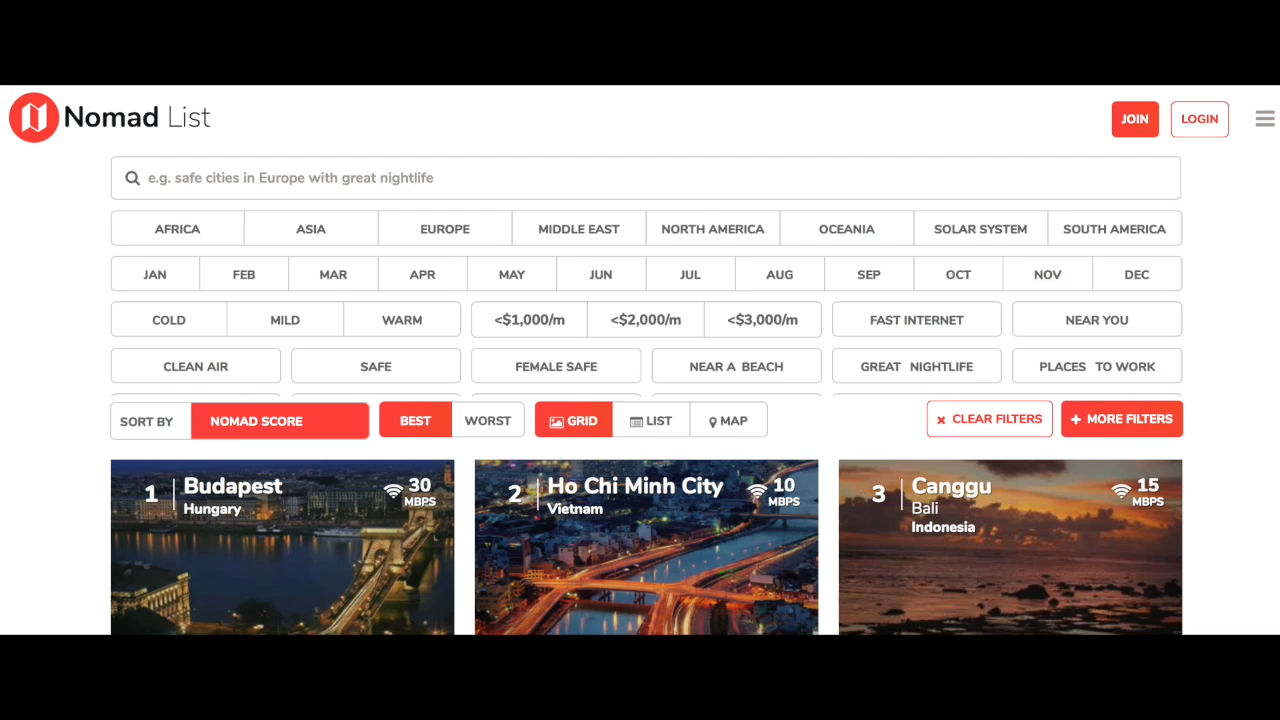 Nomad List
JOIN
LOGIN
e.g. safe cities in Europe with great nightlife
AFRICA ASIA EUROPE MIDDLE EAST NORTH AMERICA OCEANIA SOLAR SYSTEM SOUTH AMERICA
JAN FEB MAR APR MAY JUN JUL AUG SEP OCT NOV DEC
COLD MILD WARM <$1,000/m <$2,000/m <$3,000/m FAST INTERNET NEAR YOU
CLEAN AIR SAFE FEMALE SAFE NEAR A BEACH GREAT NIGHTLIFE PLACES TO WORK
SORT BY NOMAD SCORE BEST WORST GRID LIST MAP × CLEAR FILTERS + MORE FILTERS
1 Budapest
Hungary
30
MBPS
2 Ho Chi Minh City
Vietnam
10
MBPS
3 Canggu
Bali
Indonesia
15
MBPS